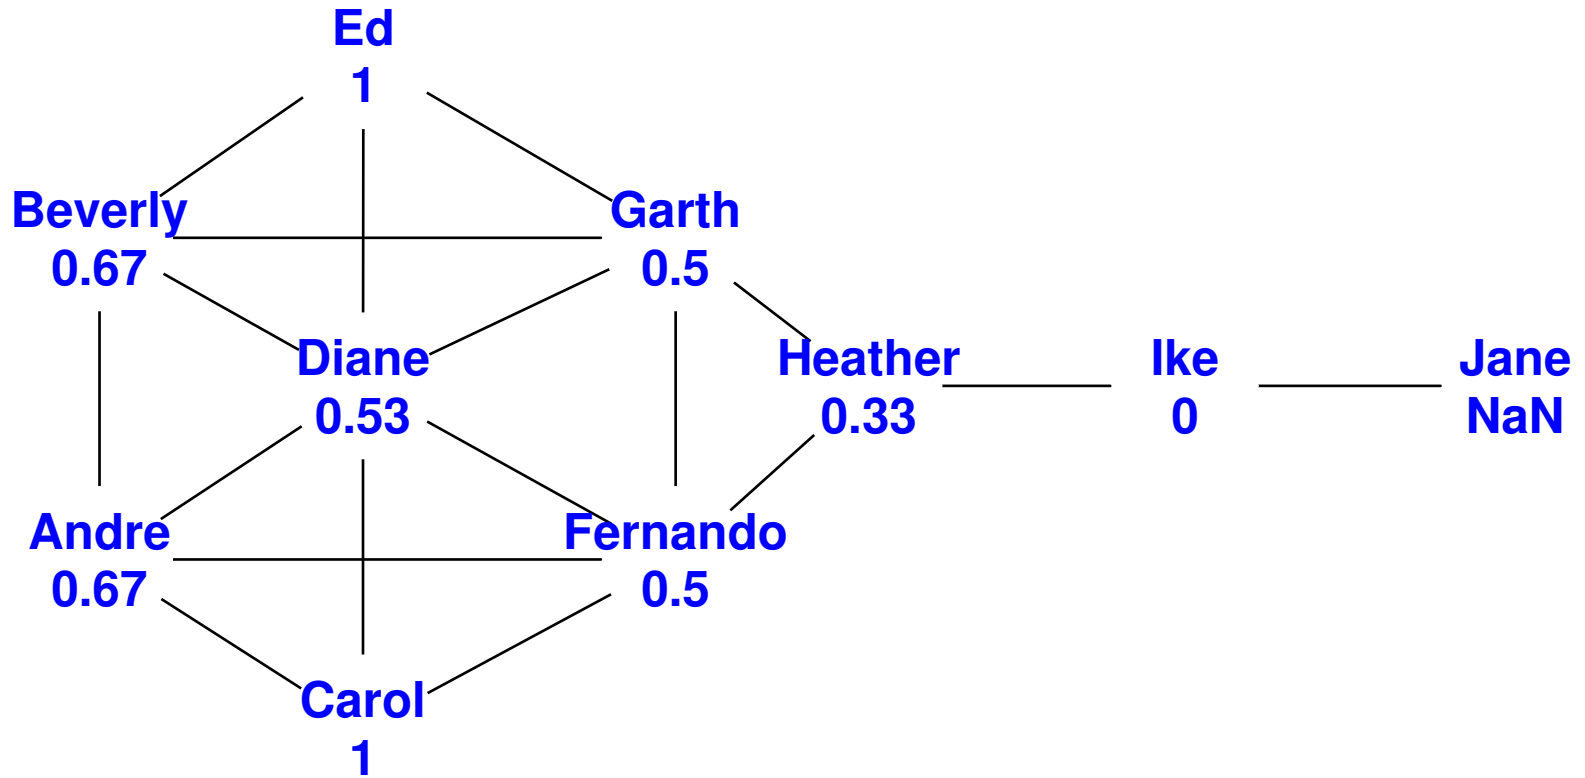 Ed
1
Beverly
0.67
Garth
0.5
Diane
0.53
Heather
0.33
Ike
0
Jane
NaN
Andre
0.67
Fernando
0.5
Carol
1